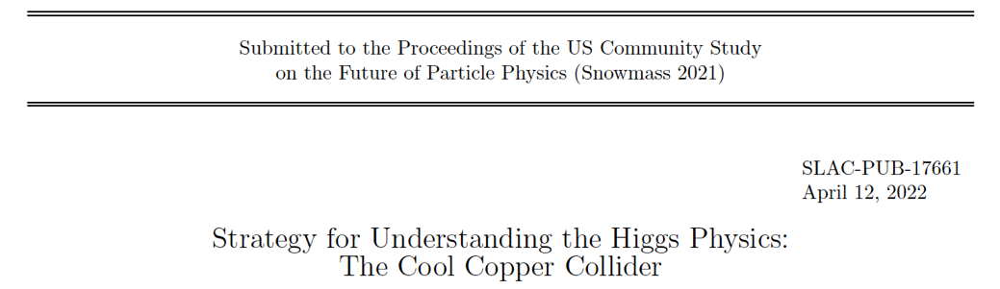 Submitted to the Proceedings of the US Community Study
on the Future of Particle Physics (Snowmass 2021)
SLAC-PUB-17661
April 12, 2022
Strategy for Understanding the Higgs Physics:
The Cool Copper Collider